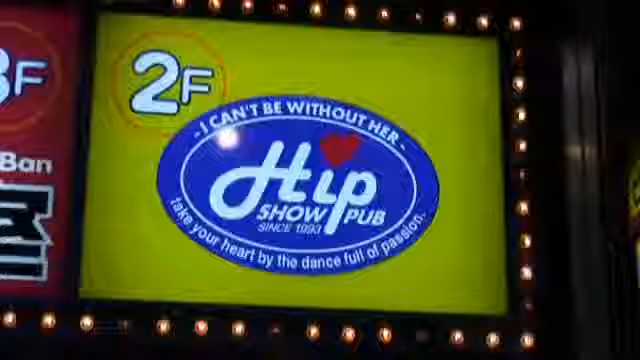 3F
Ban
2F
- I CAN'T BE WITHOUT HER -
Hip
SHOW PUB
SINCE 1993
take your heart by the dance full of passion.